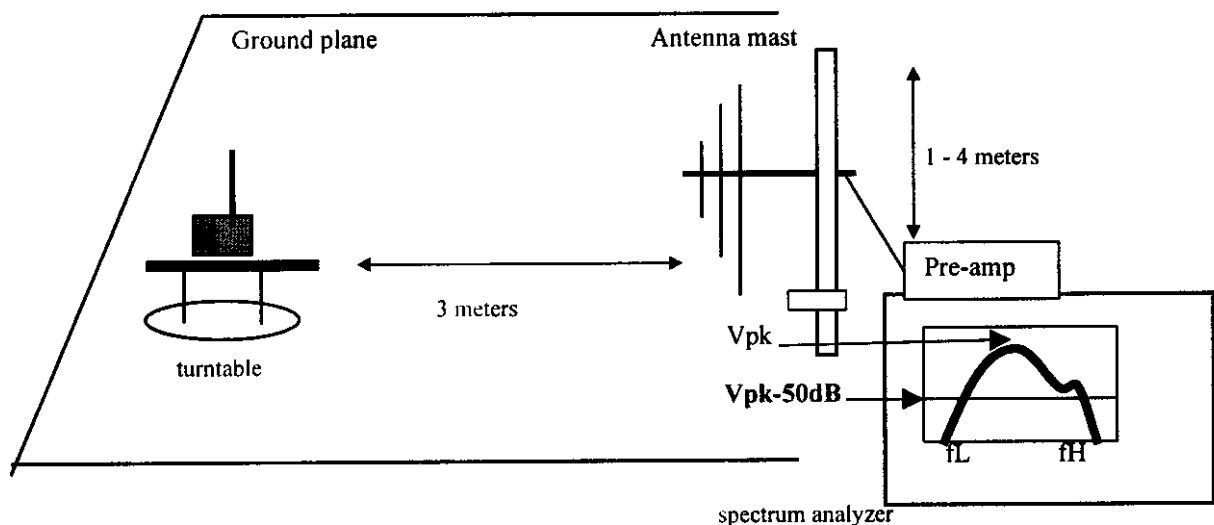 Ground plane
Antenna mast
1 - 4 meters
Pre-amp
3 meters
Vpk
turntable
Vpk-50dB
fL
fH
spectrum analyzer